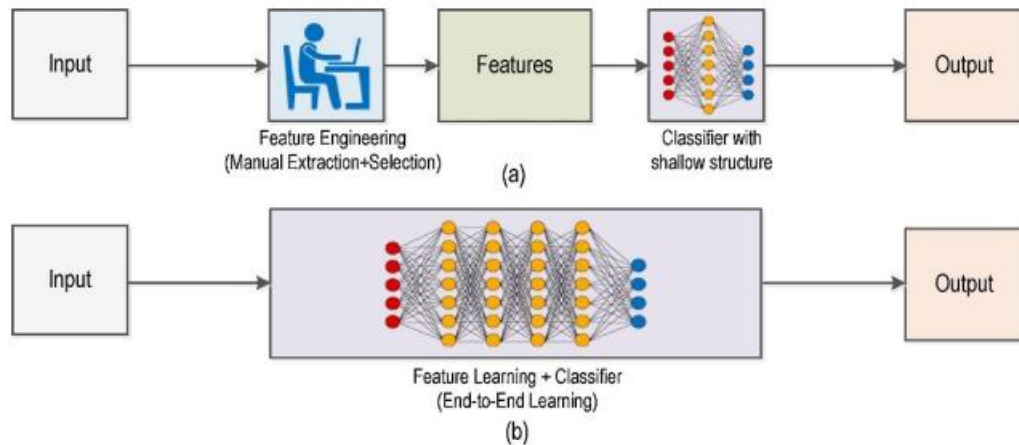 Input
Features
Output
Feature Engineering
(Manual Extraction+Selection)
Classifier with
shallow structure
(a)
Input
Output
Feature Learning + Classifier
(End-to-End Learning)
(b)